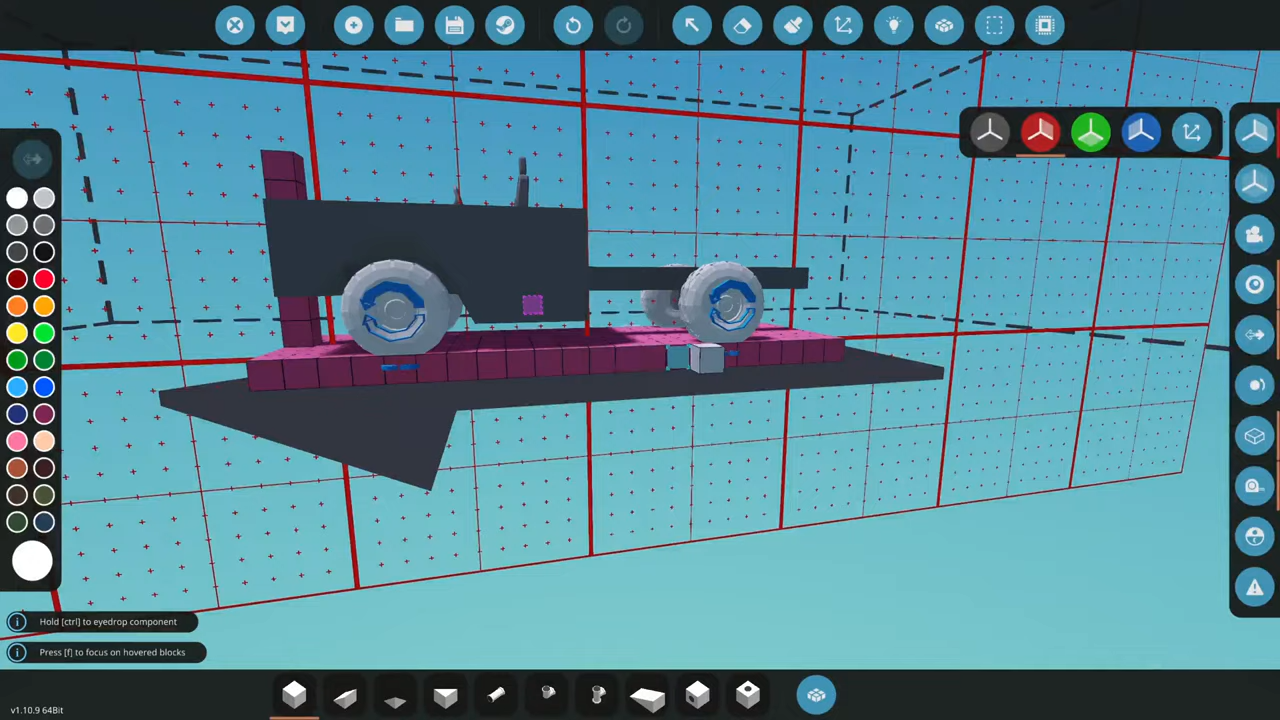 Hold [ctrl] to eyedrop component
Press [f] to focus on hovered blocks
v1.10.9 64Bit